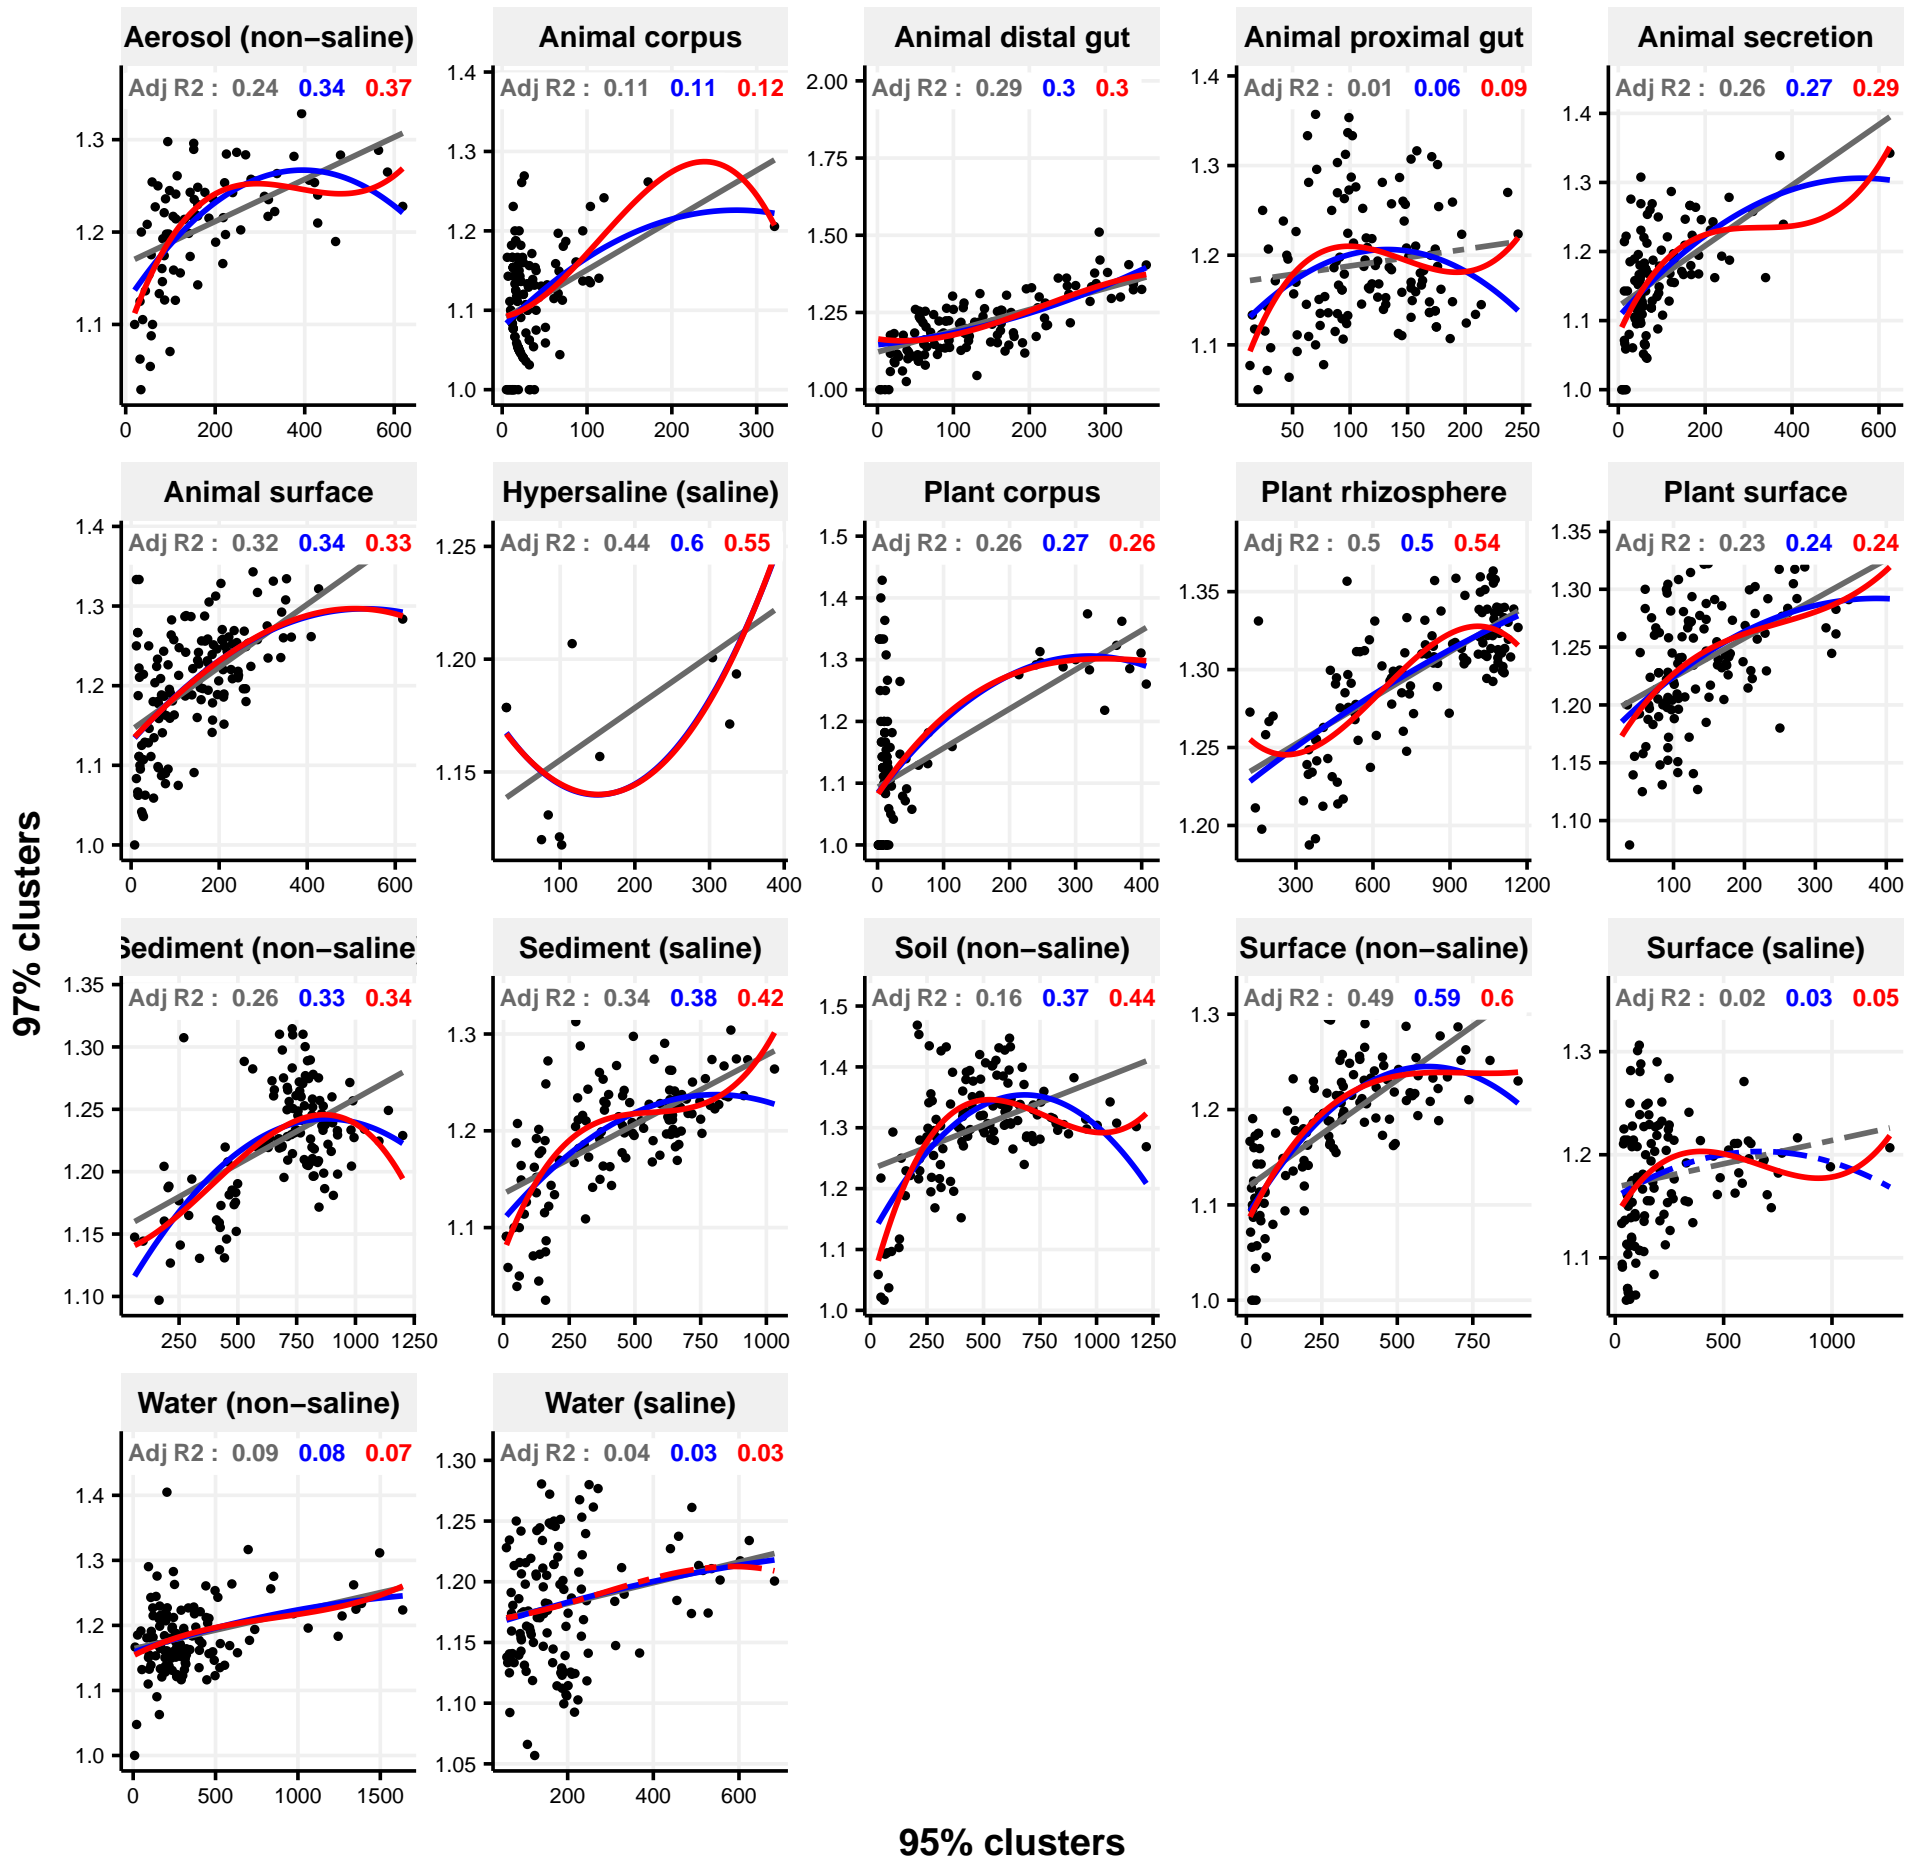 Aerosol (non−saline) Animal corpus Animal distal gut Animal proximal gut Animal secretion
Adj R2 : 0.24 0.34 0.37 Adj R2 : 0.11 0.11 0.12 Adj R2 : 0.29 0.3 0.3 Adj R2 : 0.01 0.06 0.09 Adj R2 : 0.26 0.27 0.29
1.3 1.2 1.1
1.4 1.3 1.2 1.1 1.0
2.00 1.75 1.50 1.25 1.00
1.4 1.3 1.2 1.1
1.4 1.3 1.2 1.1 1.0
0 200 400 600 0 100 200 300 0 100 200 300 50 100 150 200 250 0 200 400 600
Animal surface Hypersaline (saline) Plant corpus Plant rhizosphere Plant surface
Adj R2 : 0.32 0.34 0.33 Adj R2 : 0.44 0.6 0.55 Adj R2 : 0.26 0.27 0.26 Adj R2 : 0.5 0.5 0.54 Adj R2 : 0.23 0.24 0.24
1.4 1.3 1.2 1.1 1.0
1.25 1.20 1.15
1.5 1.4 1.3 1.2 1.1 1.0
1.35 1.30 1.25 1.20
1.35 1.30 1.25 1.20 1.15 1.10
0 200 400 600 100 200 300 400 0 100 200 300 400 300 600 900 1200 100 200 300 400
97% clusters
Sediment (non−saline) Sediment (saline) Soil (non−saline) Surface (non−saline) Surface (saline)
Adj R2 : 0.26 0.33 0.34 Adj R2 : 0.34 0.38 0.42 Adj R2 : 0.16 0.37 0.44 Adj R2 : 0.49 0.59 0.6 Adj R2 : 0.02 0.03 0.05
1.35 1.30 1.25 1.20 1.15 1.10
1.3 1.2 1.1
1.5 1.4 1.3 1.2 1.1 1.0
1.3 1.2 1.1 1.0
1.3 1.2 1.1
250 500 750 1000 1250 0 250 500 750 1000 0 250 500 750 1000 1250 0 250 500 750 0 500 1000
Water (non−saline) Water (saline)
Adj R2 : 0.09 0.08 0.07 Adj R2 : 0.04 0.03 0.03
1.4 1.3 1.2 1.1 1.0
1.30 1.25 1.20 1.15 1.10 1.05
0 500 1000 1500 200 400 600
95% clusters